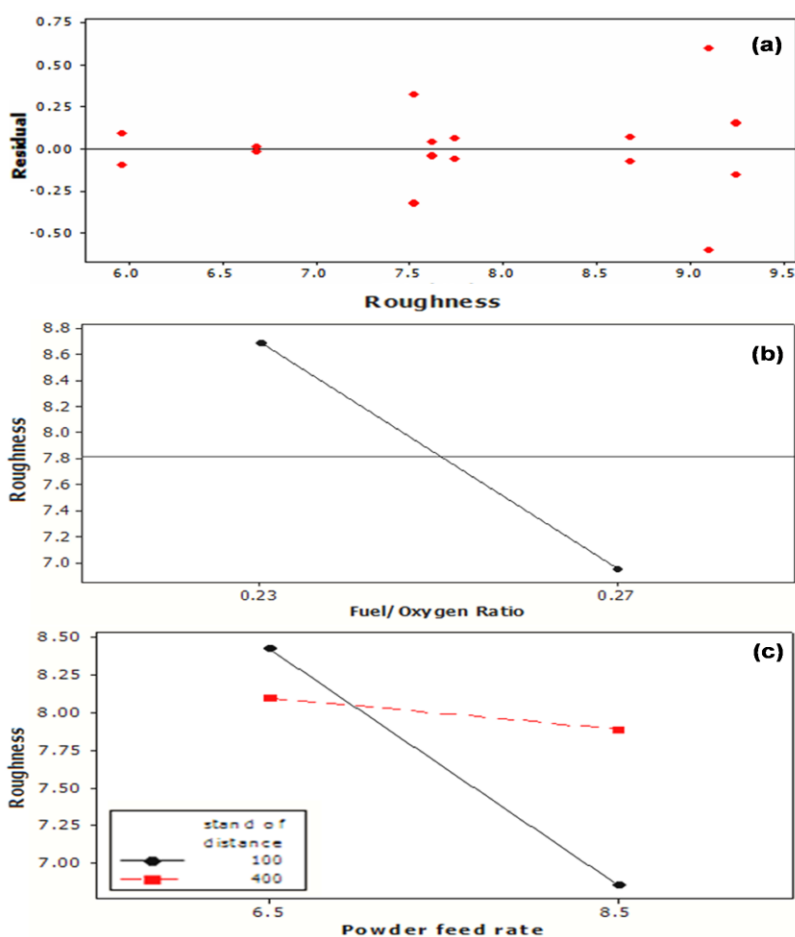 (a)
0.75
0.50
0.25
0.00
-0.25
-0.50
Residual
6.0 6.5 7.0 7.5 8.0 8.5 9.0 9.5
Roughness
(b)
8.8
8.6
8.4
8.2
8.0
7.8
7.6
7.4
7.2
7.0
Roughness
0.23 0.27
Fuel/Oxygen Ratio
(c)
8.50
8.25
8.00
7.75
7.50
7.25
7.00
Roughness
stand of
distance
100
400
6.5 8.5
Powder feed rate